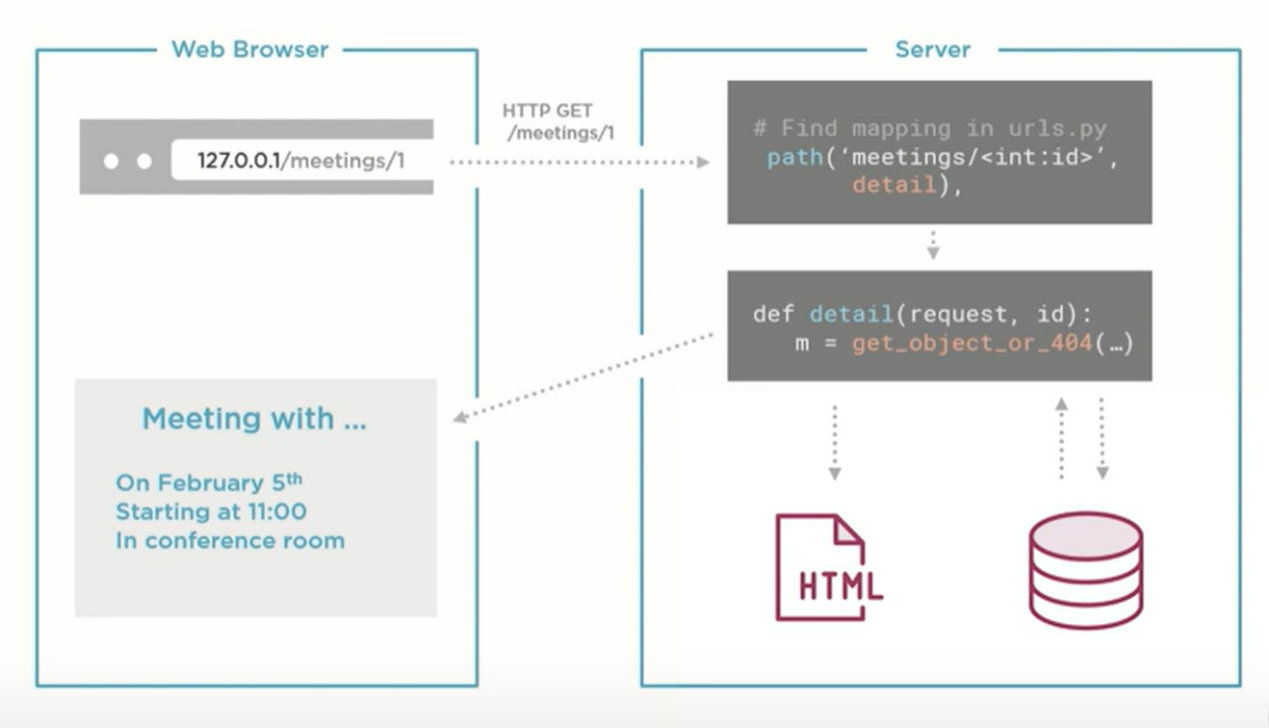 Web Browser
127.0.0.1/meetings/1
HTTP GET
/meetings/1
Server
# Find mapping in urls.py
path(‘meetings/<int:id>’,
detail),
def detail(request, id):
m = get_object_or_404(…)
Meeting with ...
On February 5th
Starting at 11:00
In conference room
HTML